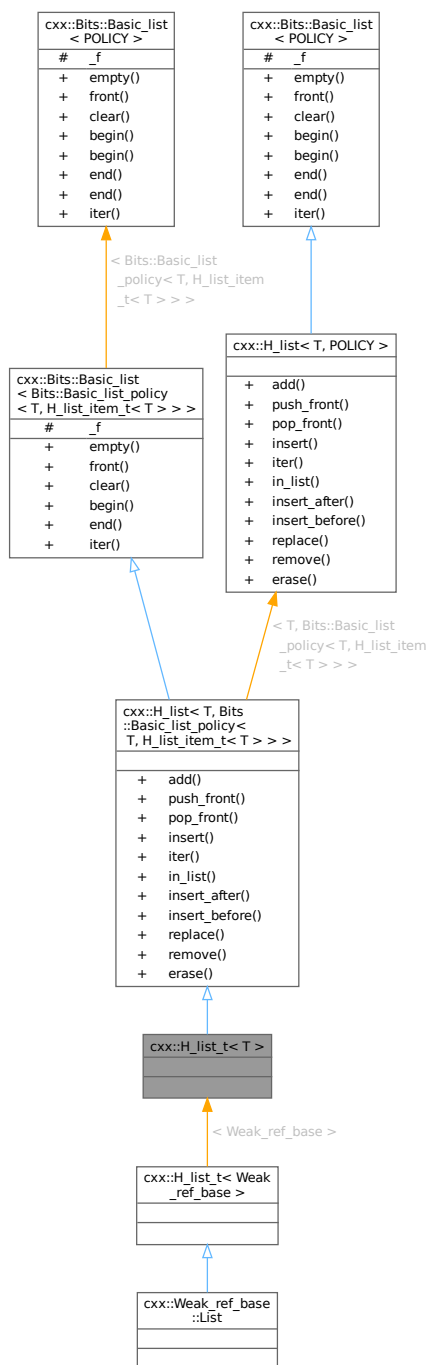 cxx::Bits::Basic_list
< POLICY >
# _f
+ empty()
+ front()
+ clear()
+ begin()
+ begin()
+ end()
+ end()
+ iter()
cxx::Bits::Basic_list
< POLICY >
# _f
+ empty()
+ front()
+ clear()
+ begin()
+ begin()
+ end()
+ end()
+ iter()
< Bits::Basic_list
_policy< T, H_list_item
_t< T > > >
cxx::H_list< T, POLICY >
+ add()
+ push_front()
+ pop_front()
+ insert()
+ iter()
+ in_list()
+ insert_after()
+ insert_before()
+ replace()
+ remove()
+ erase()
cxx::Bits::Basic_list
< Bits::Basic_list_policy
< T, H_list_item_t< T > > >
# _f
+ empty()
+ front()
+ clear()
+ begin()
+ end()
+ iter()
< T, Bits::Basic_list
_policy< T, H_list_item
_t< T > > >
cxx::H_list< T, Bits
::Basic_list_policy<
T, H_list_item_t< T > > >
+ add()
+ push_front()
+ pop_front()
+ insert()
+ iter()
+ in_list()
+ insert_after()
+ insert_before()
+ replace()
+ remove()
+ erase()
cxx::H_list_t< T >
< Weak_ref_base >
cxx::H_list_t< Weak
_ref_base >
cxx::Weak_ref_base
::List